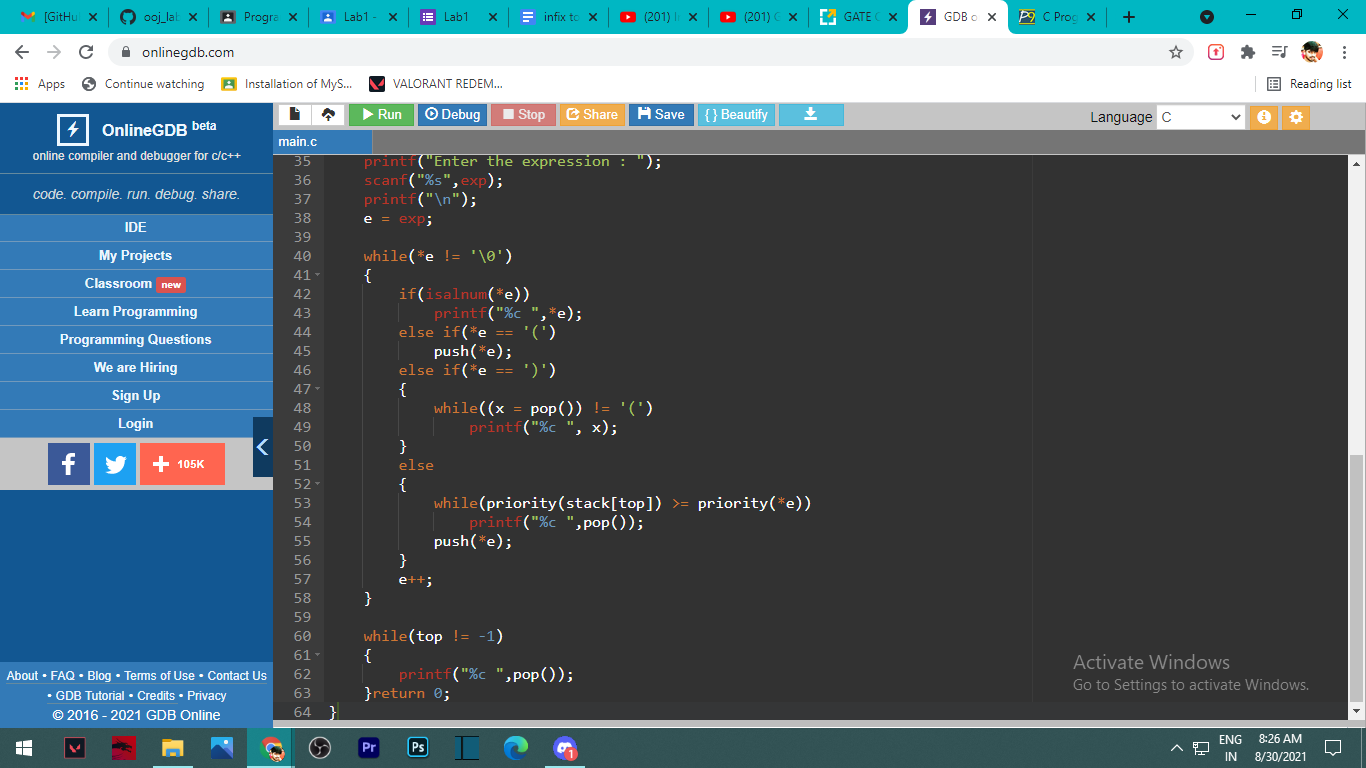 [GitHu
ooj_lab
Progra
Lab1 -
Lab1
infix to
(201) I
(201) G
GATE C
GDB o
C Prog
onlinegdb.com
Apps
Continue watching
Installation of MyS...
VALORANT REDEM...
Reading list
OnlineGDB beta
online compiler and debugger for c/c++
code. compile. run. debug. share.
IDE
My Projects
Classroom new
Learn Programming
Programming Questions
We are Hiring
Sign Up
Login
105K
About • FAQ • Blog • Terms of Use • Contact Us
• GDB Tutorial • Credits • Privacy
© 2016 - 2021 GDB Online
Run
Debug
Stop
Share
Save
{ } Beautify
Language C
main.c
35 printf("Enter the expression : ");
36 scanf("%s",exp);
37 printf("\n");
38 e = exp;
39
40 while(*e != '\0')
41 {
42 if(isalnum(*e))
43 printf("%c ",*e);
44 else if(*e == '(')
45 push(*e);
46 else if(*e == ')')
47 {
48 while((x = pop()) != '(')
49 printf("%c ", x);
50 }
51 else
52 {
53 while(priority(stack[top]) >= priority(*e))
54 printf("%c ",pop());
55 push(*e);
56 }
57 e++;
58 }
59
60 while(top != -1)
61 {
62 printf("%c ",pop());
63 }return 0;
64 }
Activate Windows
Go to Settings to activate Windows.
Pr
Ps
1
ENG
IN
8:26 AM
8/30/2021